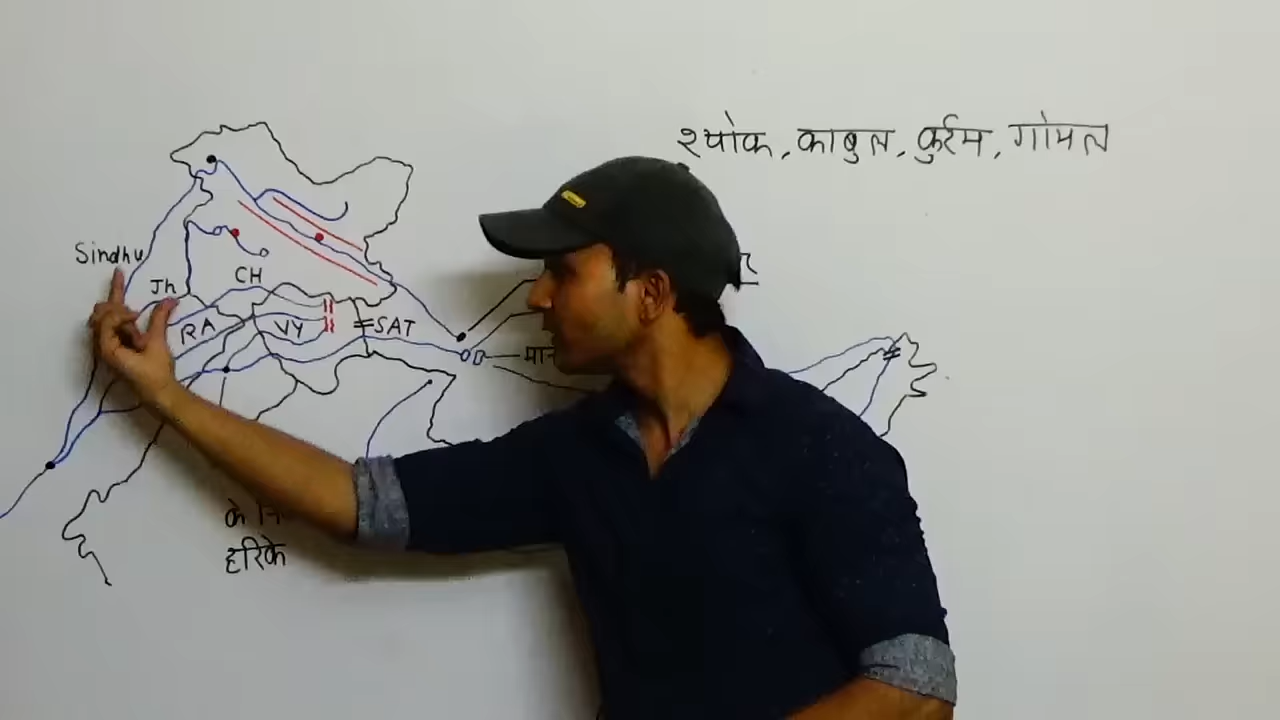 श्योक, काबुल, कुर्रम, गोमल
Sindhu
Jh
CH
RA
VY
SAT
मान
के नि
हरिके